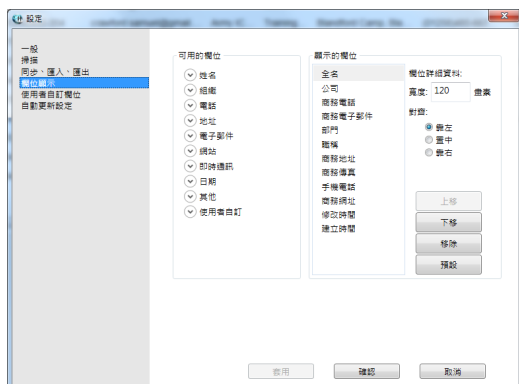 設定
一般
掃描
同步、匯入、匯出
欄位顯示
使用者自訂欄位
自動更新設定
可用的欄位
姓名
組織
電話
地址
電子郵件
網站
即時通訊
日期
其他
使用者自訂
顯示的欄位
全名
公司
商務電話
商務電子郵件
部門
職稱
商務地址
商務傳真
手機電話
商務網址
修改時間
建立時間
欄位詳細資料:
寬度: 120 畫素
對齊:
靠左
置中
靠右
上移
下移
移除
預設
套用
確認
取消